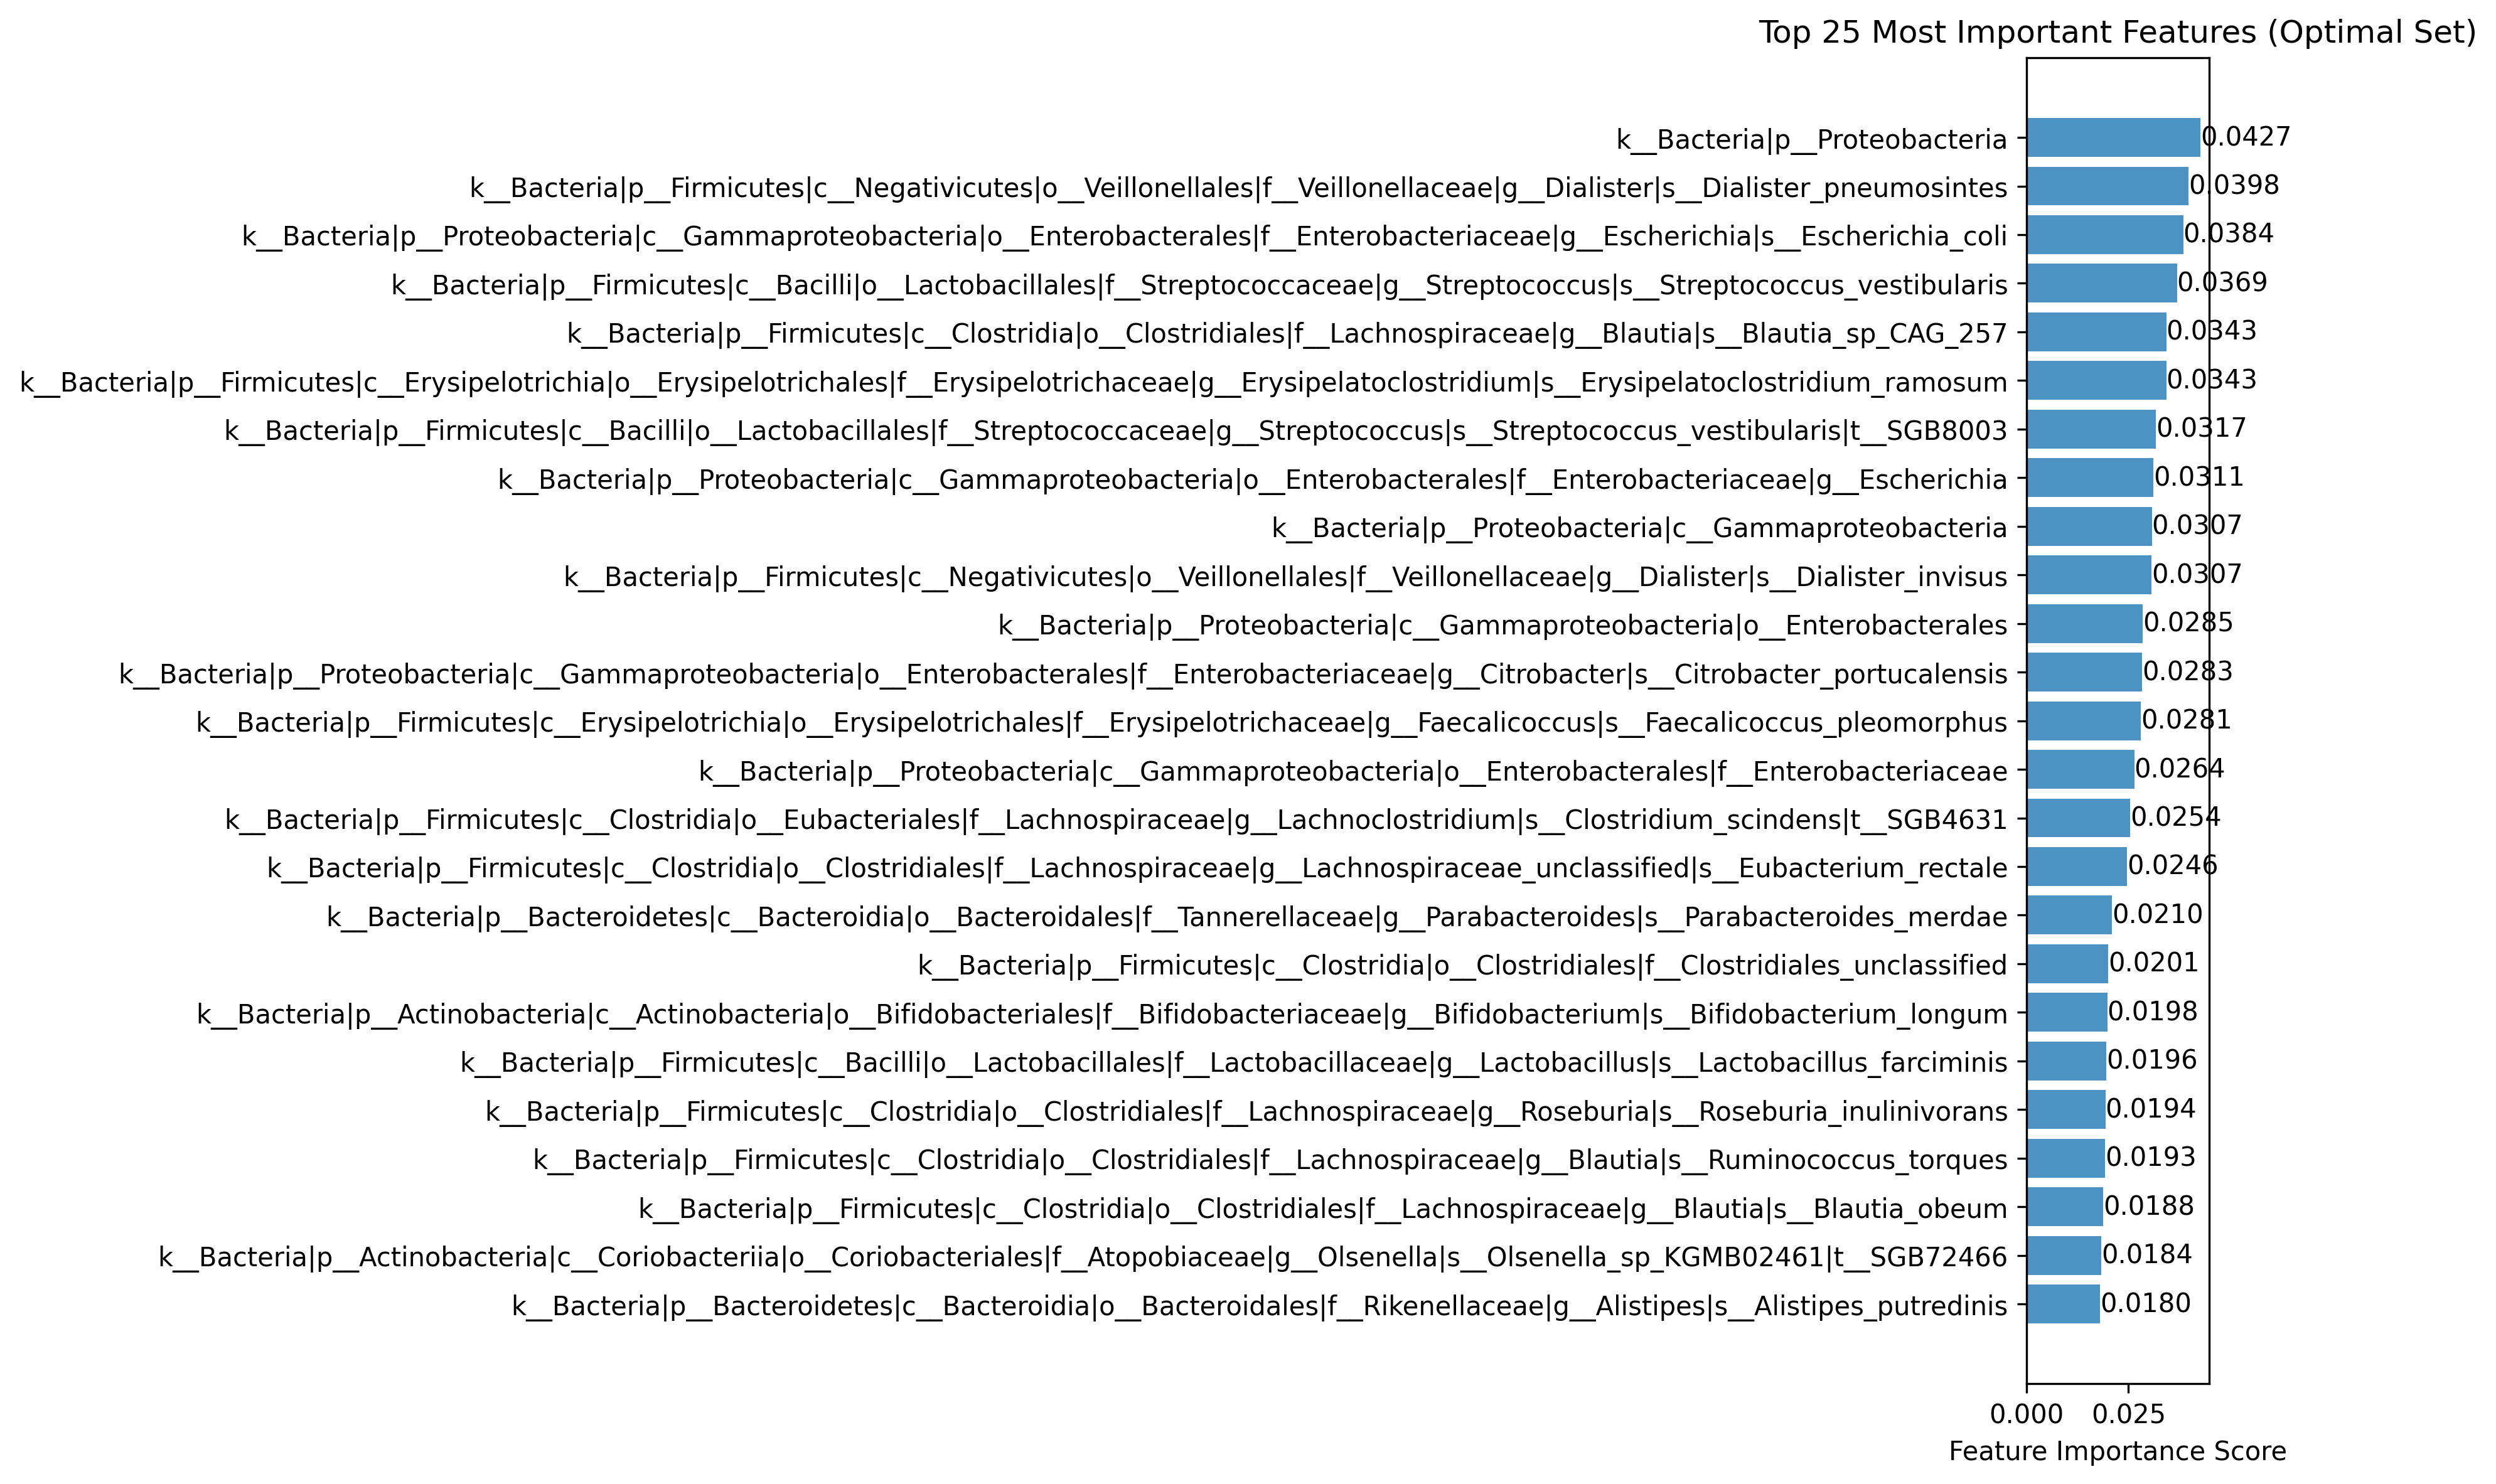 Top 25 Most Important Features (Optimal Set)
k__Bacteria|p__Proteobacteria 0.0427
k__Bacteria|p__Firmicutes|c__Negativicutes|o__Veillonellales|f__Veillonellaceae|g__Dialister|s__Dialister_pneumosintes 0.0398
k__Bacteria|p__Proteobacteria|c__Gammaproteobacteria|o__Enterobacterales|f__Enterobacteriaceae|g__Escherichia|s__Escherichia_coli 0.0384
k__Bacteria|p__Firmicutes|c__Bacilli|o__Lactobacillales|f__Streptococcaceae|g__Streptococcus|s__Streptococcus_vestibularis 0.0369
k__Bacteria|p__Firmicutes|c__Clostridia|o__Clostridiales|f__Lachnospiraceae|g__Blautia|s__Blautia_sp_CAG_257 0.0343
k__Bacteria|p__Firmicutes|c__Erysipelotrichia|o__Erysipelotrichales|f__Erysipelotrichaceae|g__Erysipelatoclostridium|s__Erysipelatoclostridium_ramosum 0.0343
k__Bacteria|p__Firmicutes|c__Bacilli|o__Lactobacillales|f__Streptococcaceae|g__Streptococcus|s__Streptococcus_vestibularis|t__SGB8003 0.0317
k__Bacteria|p__Proteobacteria|c__Gammaproteobacteria|o__Enterobacterales|f__Enterobacteriaceae|g__Escherichia 0.0311
k__Bacteria|p__Proteobacteria|c__Gammaproteobacteria 0.0307
k__Bacteria|p__Firmicutes|c__Negativicutes|o__Veillonellales|f__Veillonellaceae|g__Dialister|s__Dialister_invisus 0.0307
k__Bacteria|p__Proteobacteria|c__Gammaproteobacteria|o__Enterobacterales 0.0285
k__Bacteria|p__Proteobacteria|c__Gammaproteobacteria|o__Enterobacterales|f__Enterobacteriaceae|g__Citrobacter|s__Citrobacter_portucalensis 0.0283
k__Bacteria|p__Firmicutes|c__Erysipelotrichia|o__Erysipelotrichales|f__Erysipelotrichaceae|g__Faecalicoccus|s__Faecalicoccus_pleomorphus 0.0281
k__Bacteria|p__Proteobacteria|c__Gammaproteobacteria|o__Enterobacterales|f__Enterobacteriaceae 0.0264
k__Bacteria|p__Firmicutes|c__Clostridia|o__Eubacteriales|f__Lachnospiraceae|g__Lachnoclostridium|s__Clostridium_scindens|t__SGB4631 0.0254
k__Bacteria|p__Firmicutes|c__Clostridia|o__Clostridiales|f__Lachnospiraceae|g__Lachnospiraceae_unclassified|s__Eubacterium_rectale 0.0246
k__Bacteria|p__Bacteroidetes|c__Bacteroidia|o__Bacteroidales|f__Tannerellaceae|g__Parabacteroides|s__Parabacteroides_merdae 0.0210
k__Bacteria|p__Firmicutes|c__Clostridia|o__Clostridiales|f__Clostridiales_unclassified 0.0201
k__Bacteria|p__Actinobacteria|c__Actinobacteria|o__Bifidobacteriales|f__Bifidobacteriaceae|g__Bifidobacterium|s__Bifidobacterium_longum 0.0198
k__Bacteria|p__Firmicutes|c__Bacilli|o__Lactobacillales|f__Lactobacillaceae|g__Lactobacillus|s__Lactobacillus_farciminis 0.0196
k__Bacteria|p__Firmicutes|c__Clostridia|o__Clostridiales|f__Lachnospiraceae|g__Roseburia|s__Roseburia_inulinivorans 0.0194
k__Bacteria|p__Firmicutes|c__Clostridia|o__Clostridiales|f__Lachnospiraceae|g__Blautia|s__Ruminococcus_torques 0.0193
k__Bacteria|p__Firmicutes|c__Clostridia|o__Clostridiales|f__Lachnospiraceae|g__Blautia|s__Blautia_obeum 0.0188
k__Bacteria|p__Actinobacteria|c__Coriobacteriia|o__Coriobacteriales|f__Atopobiaceae|g__Olsenella|s__Olsenella_sp_KGMB02461|t__SGB72466 0.0184
k__Bacteria|p__Bacteroidetes|c__Bacteroidia|o__Bacteroidales|f__Rikenellaceae|g__Alistipes|s__Alistipes_putredinis 0.0180
0.000 0.025
Feature Importance Score